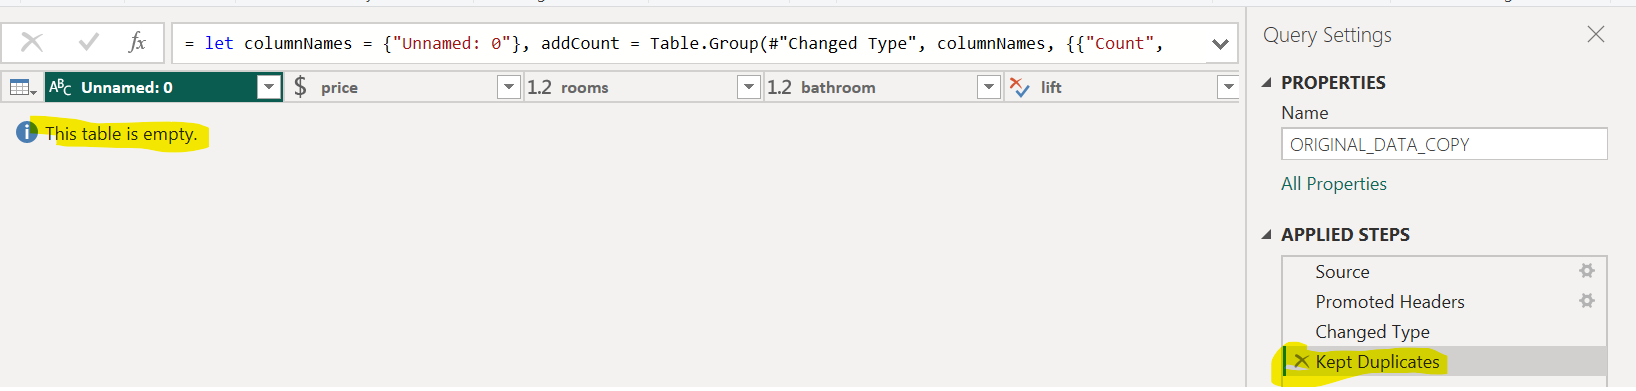 fx = let columnNames = {"Unnamed: 0"}, addCount = Table.Group(#"Changed Type", columnNames, {{"Count",
ABC Unnamed: 0 $ price 1.2 rooms 1.2 bathroom lift
This table is empty.
Query Settings
PROPERTIES
Name
ORIGINAL_DATA_COPY
All Properties
APPLIED STEPS
Source
Promoted Headers
Changed Type
Kept Duplicates